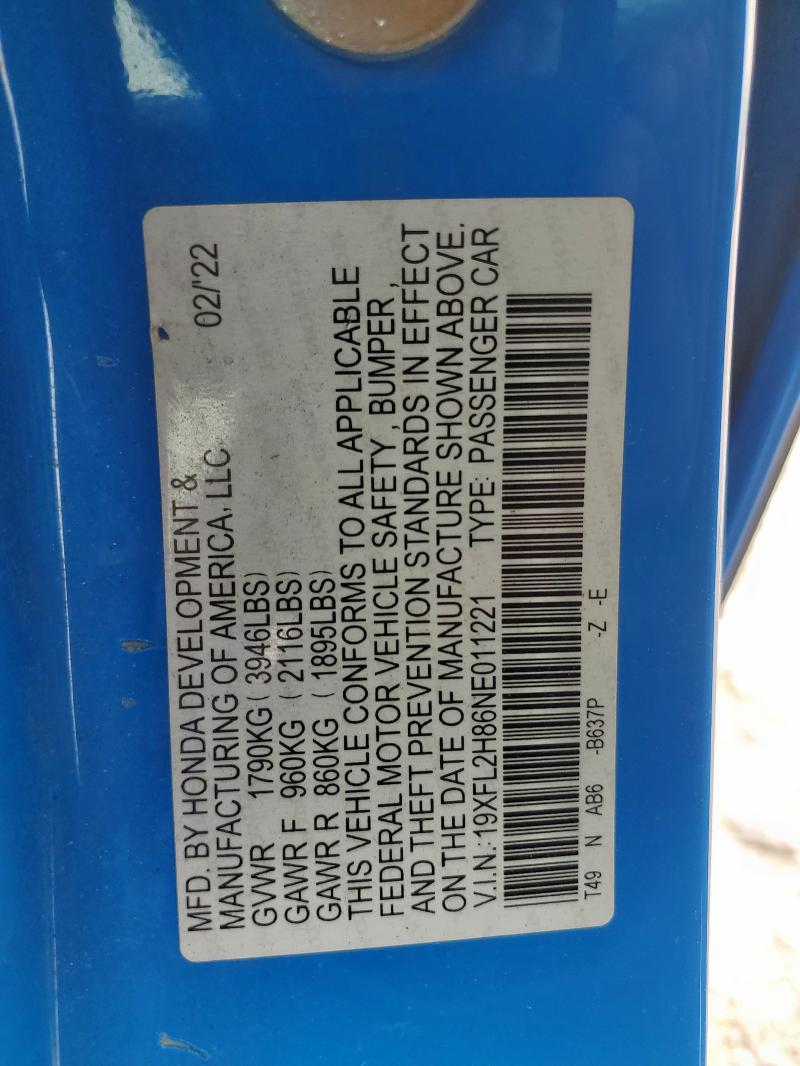 MFD. BY HONDA DEVELOPMENT &
MANUFACTURING OF AMERICA, LLC 02/'22
GVWR 1790KG ( 3946LBS)
GAWR F 960KG ( 2116LBS)
GAWR R 860KG ( 1895LBS)
THIS VEHICLE CONFORMS TO ALL APPLICABLE
FEDERAL MOTOR VEHICLE SAFETY , BUMPER ,
AND THEFT PREVENTION STANDARDS IN EFFECT
ON THE DATE OF MANUFACTURE SHOWN ABOVE.
V.I.N.:19XFL2H86NE011221 TYPE: PASSENGER CAR
T49 N AB6 -B637P -Z -E